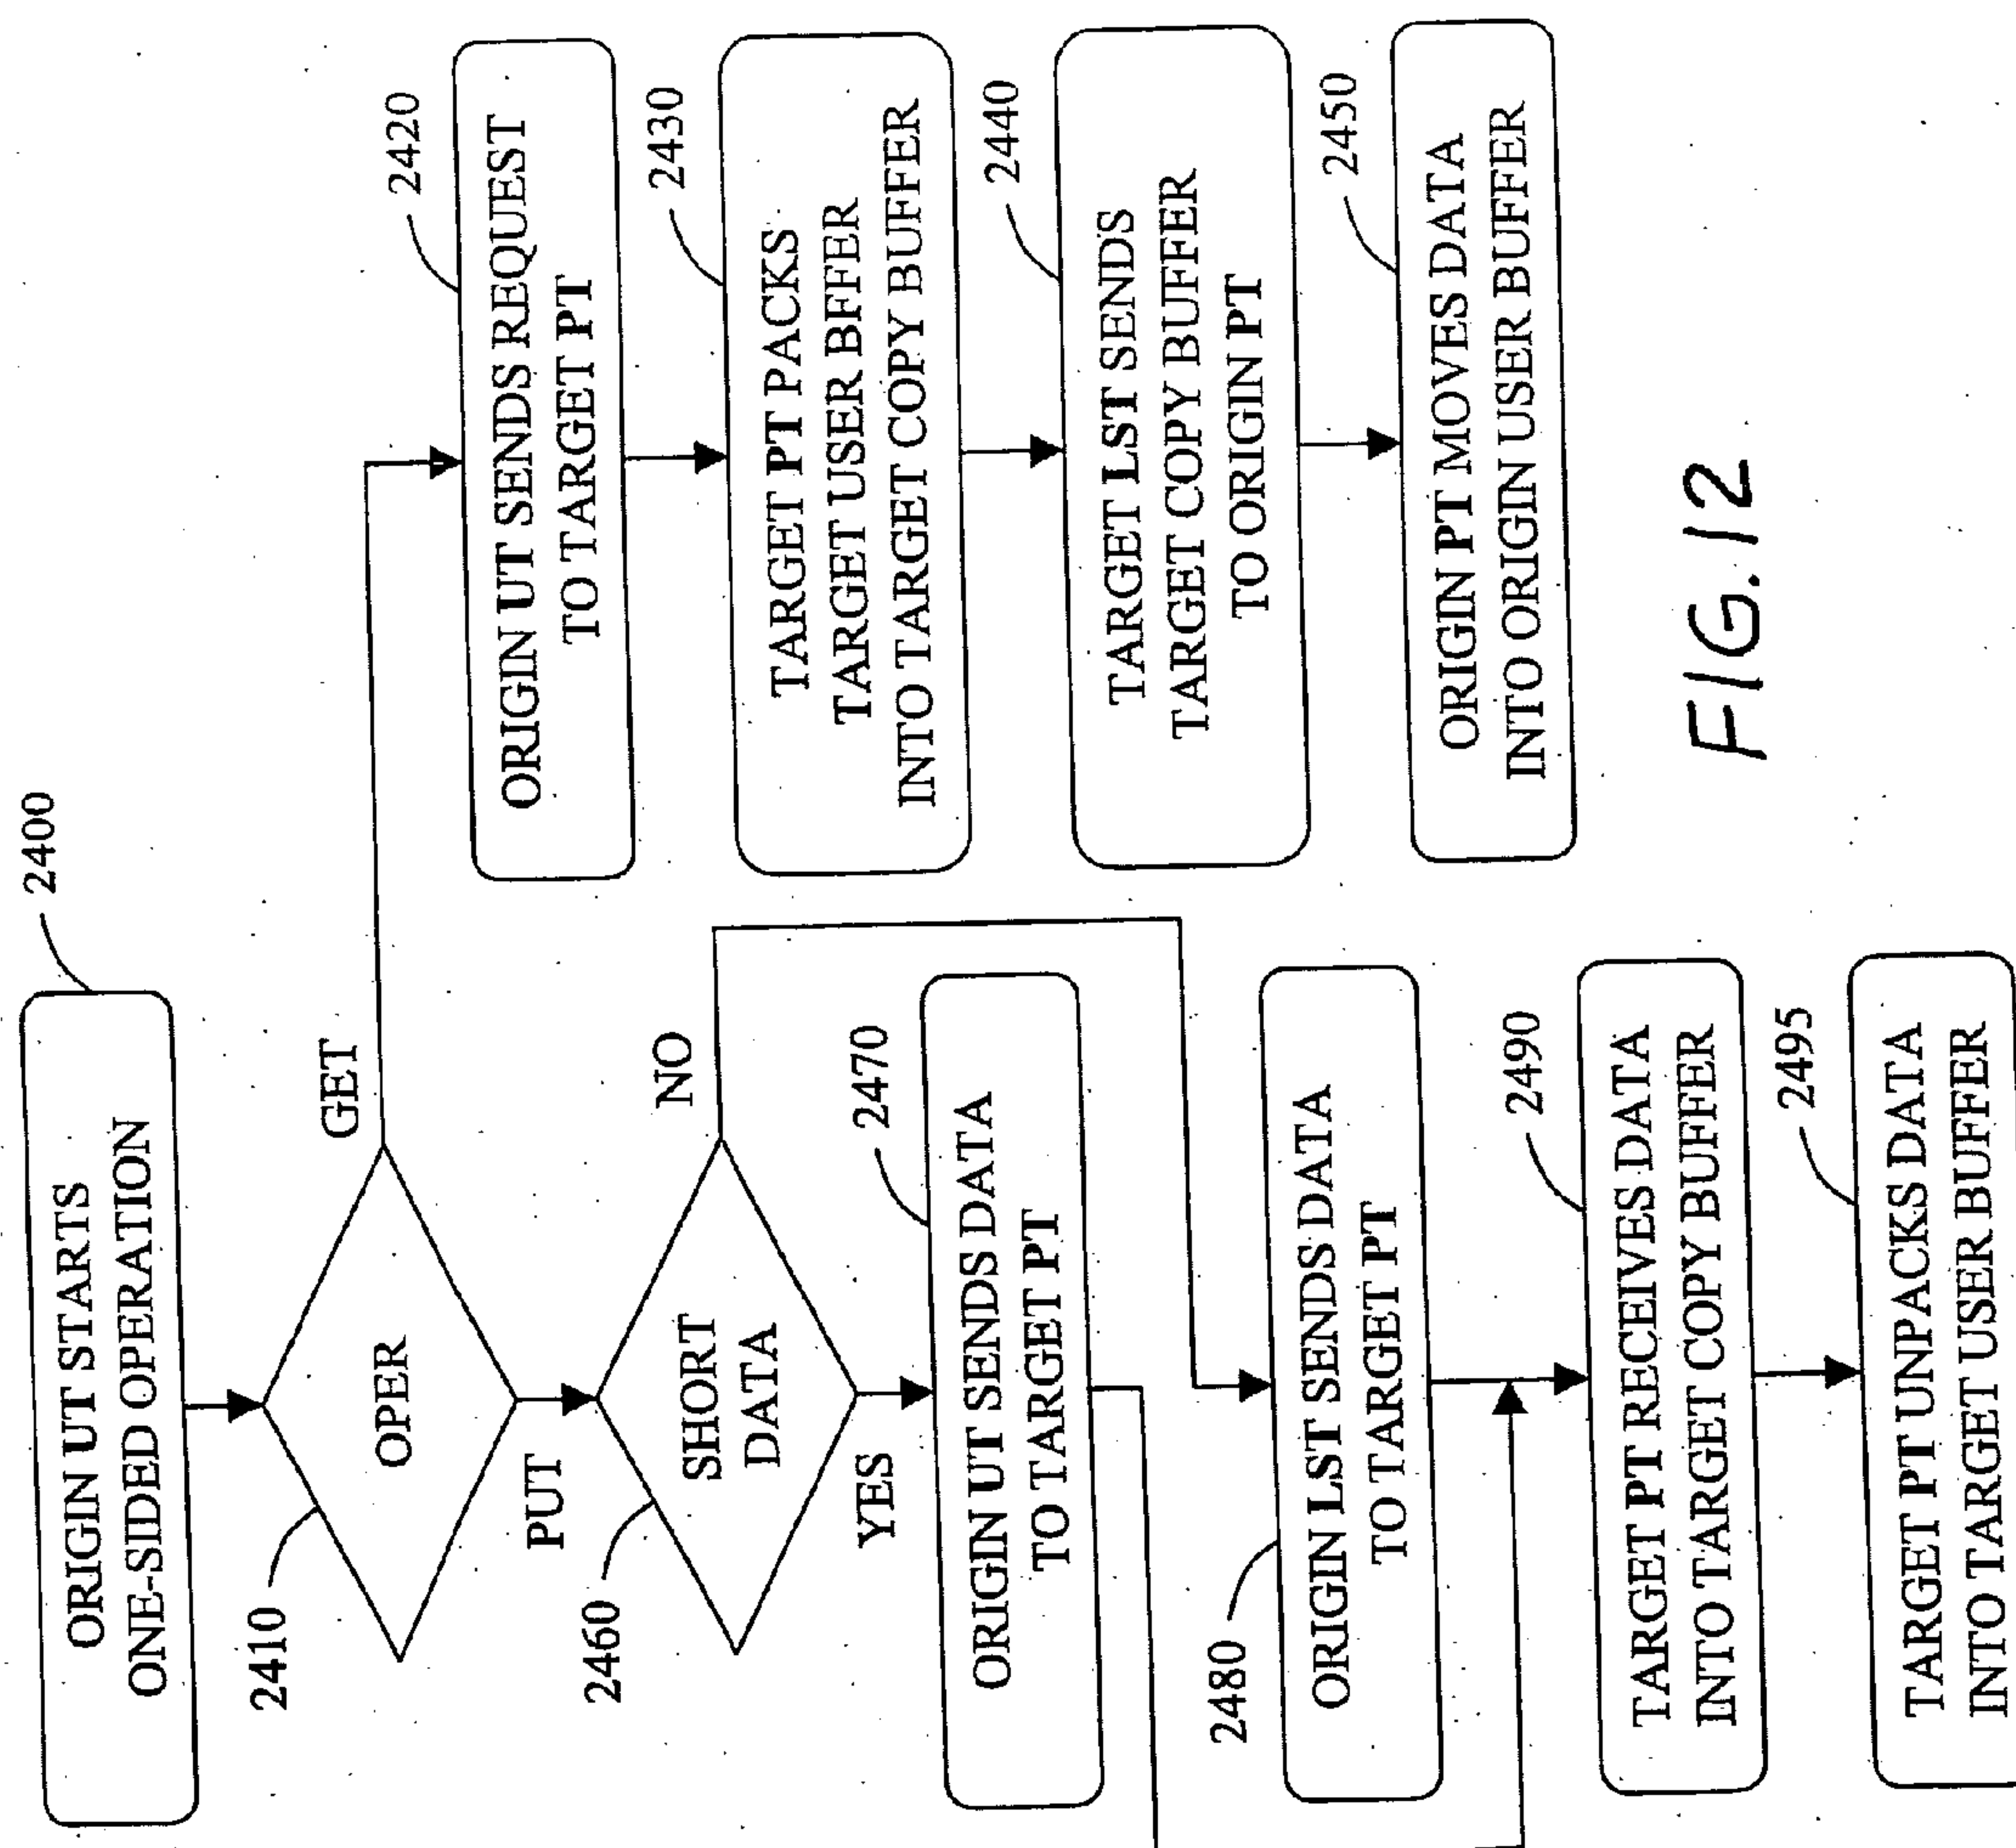 2400
ORIGIN UT STARTS
ONE-SIDED OPERATION
2410
OPER
GET
PUT
2420
ORIGIN UT SENDS REQUEST
TO TARGET PT
2430
TARGET PT PACKS
TARGET USER BFFER
INTO TARGET COPY BUFFER
2440
TARGET LST SENDS
TARGET COPY BUFFER
TO ORIGIN PT
2450
ORIGIN PT MOVES DATA
INTO ORIGIN USER BUFFER
2460
SHORT
DATA
NO
YES
2470
ORIGIN UT SENDS DATA
TO TARGET PT
2480
ORIGIN LST SENDS DATA
TO TARGET PT
2490
TARGET PT RECEIVES DATA
INTO TARGET COPY BUFFER
2495
TARGET PT UNPACKS DATA
INTO TARGET USER BUFFER
FIG.12